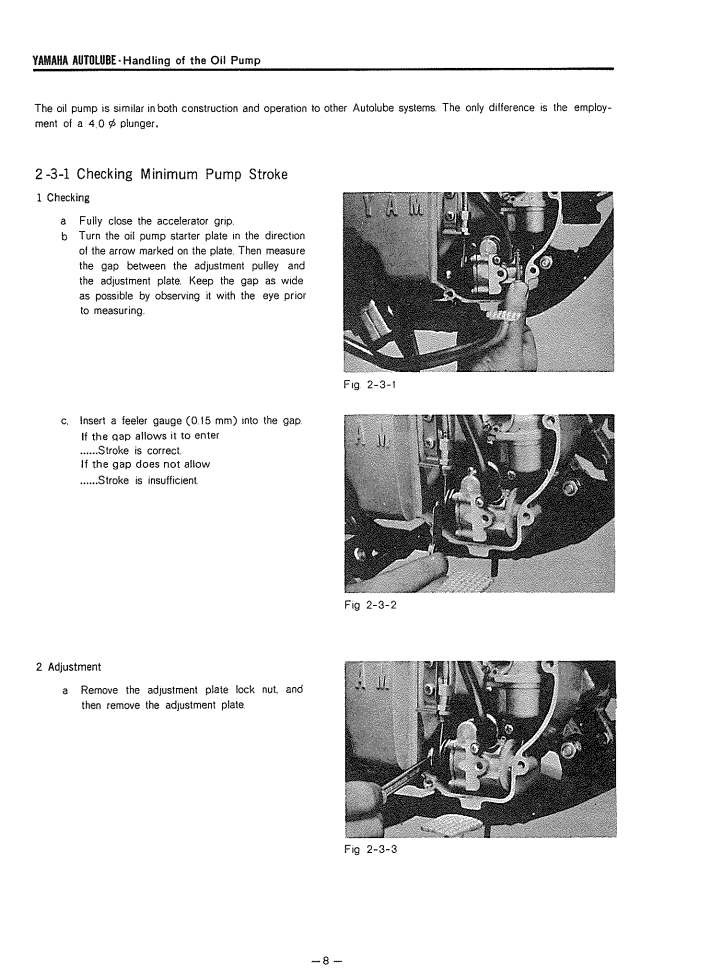 YAMAHA AUTOLUBE·Handling of the Oil Pump
The oil pump is similar in both construction and operation to other Autolube systems. The only difference is the employ-
ment of a 4.0 ø plunger.
2-3-1 Checking Minimum Pump Stroke
1 Checking
a Fully close the accelerator grip.
b Turn the oil pump starter plate in the direction
of the arrow marked on the plate. Then measure
the gap between the adjustment pulley and
the adjustment plate. Keep the gap as wide
as possible by observing it with the eye prior
to measuring.
YAM
Fig 2-3-1
c. Insert a feeler gauge (0.15 mm) into the gap.
If the gap allows it to enter
......Stroke is correct.
If the gap does not allow
......Stroke is insufficient
AM
Fig 2-3-2
2 Adjustment
a Remove the adjustment plate lock nut, and
then remove the adjustment plate.
AM
Fig 2-3-3
— 8 —